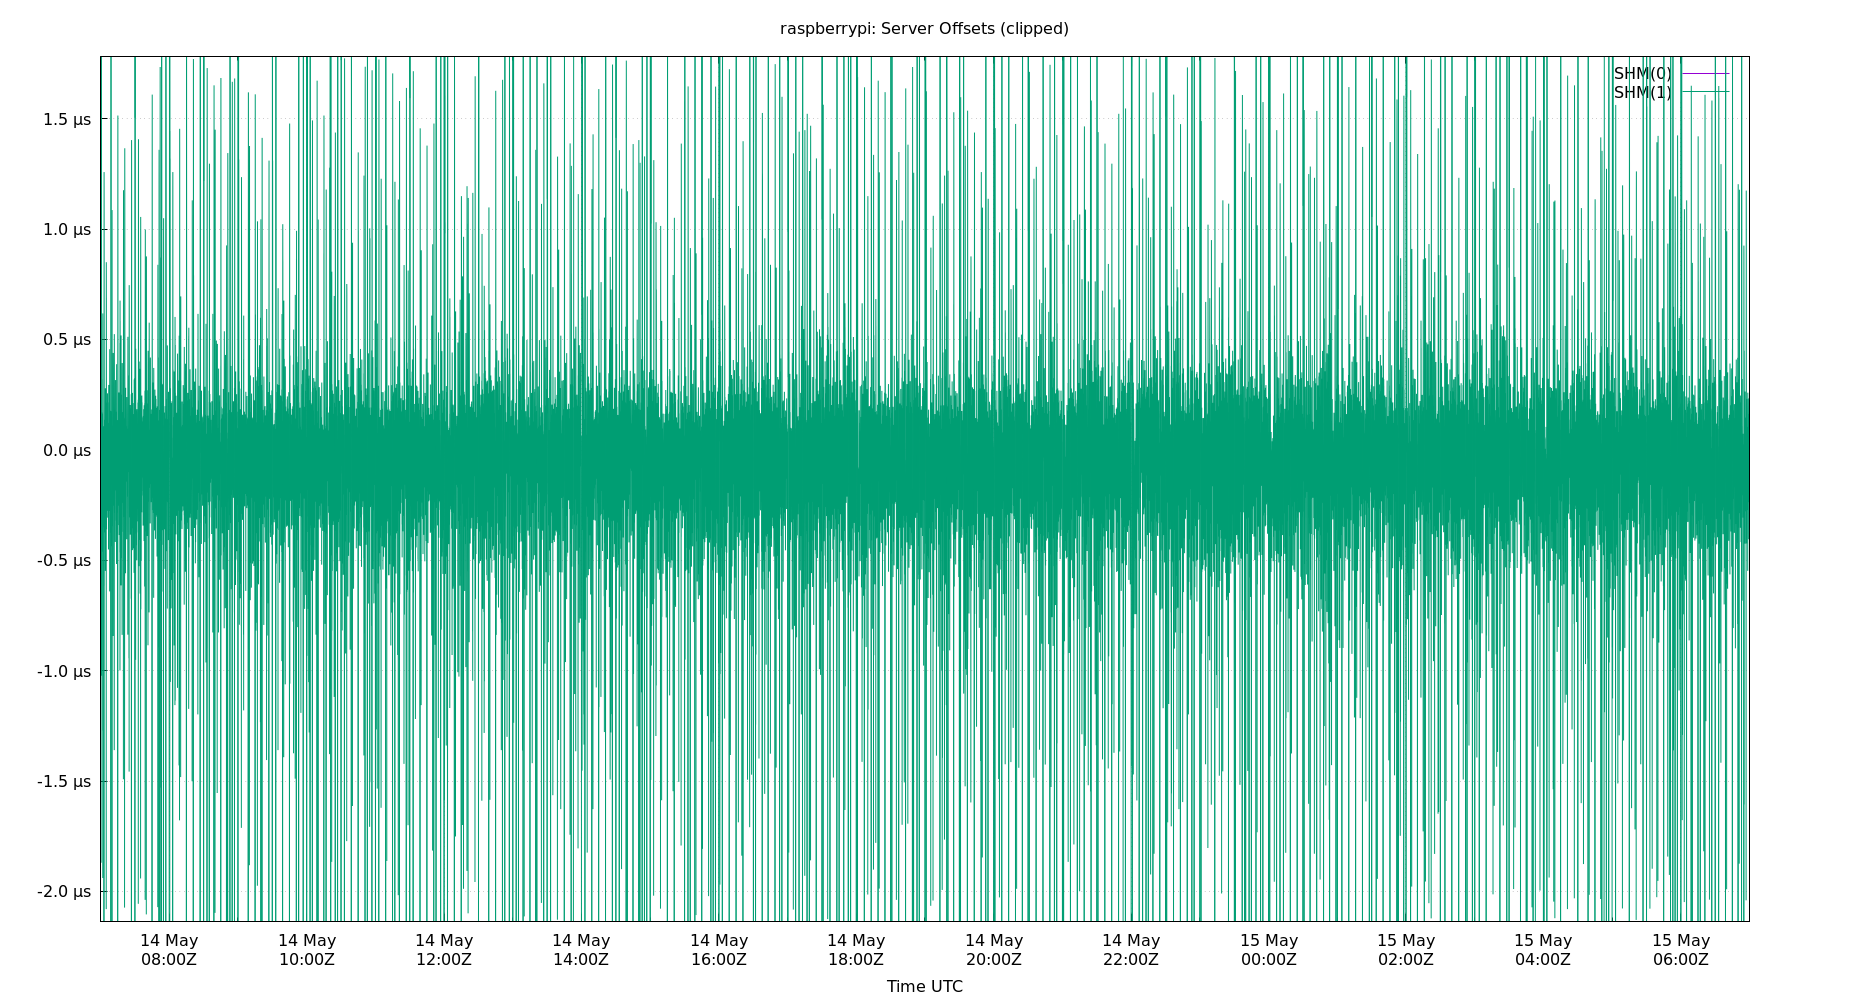 raspberrypi: Server Offsets (clipped)
SHM(0)
SHM(1)
1.5 µs
1.0 µs
0.5 µs
0.0 µs
-0.5 µs
-1.0 µs
-1.5 µs
-2.0 µs
14 May 14 May 14 May 14 May 14 May 14 May 14 May 14 May 15 May 15 May 15 May 15 May
08:00Z 10:00Z 12:00Z 14:00Z 16:00Z 18:00Z 20:00Z 22:00Z 00:00Z 02:00Z 04:00Z 06:00Z
Time UTC